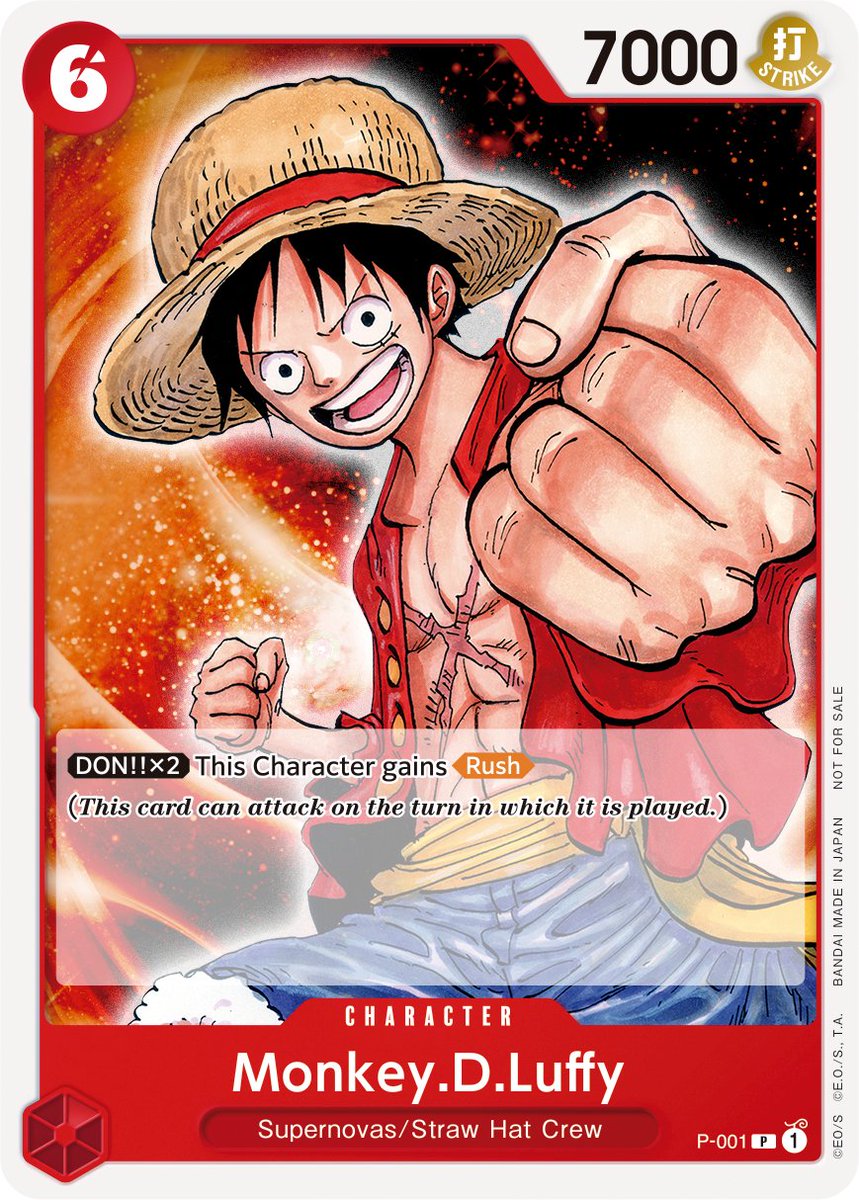 6
7000
打
STRIKE
DON!!×2 This Character gains Rush
(This card can attack on the turn in which it is played.)
CHARACTER
Monkey.D.Luffy
Supernovas/Straw Hat Crew
P-001 P 1
©EO/S ©E.O./S., T.A. BANDAI MADE IN JAPAN NOT FOR SALE